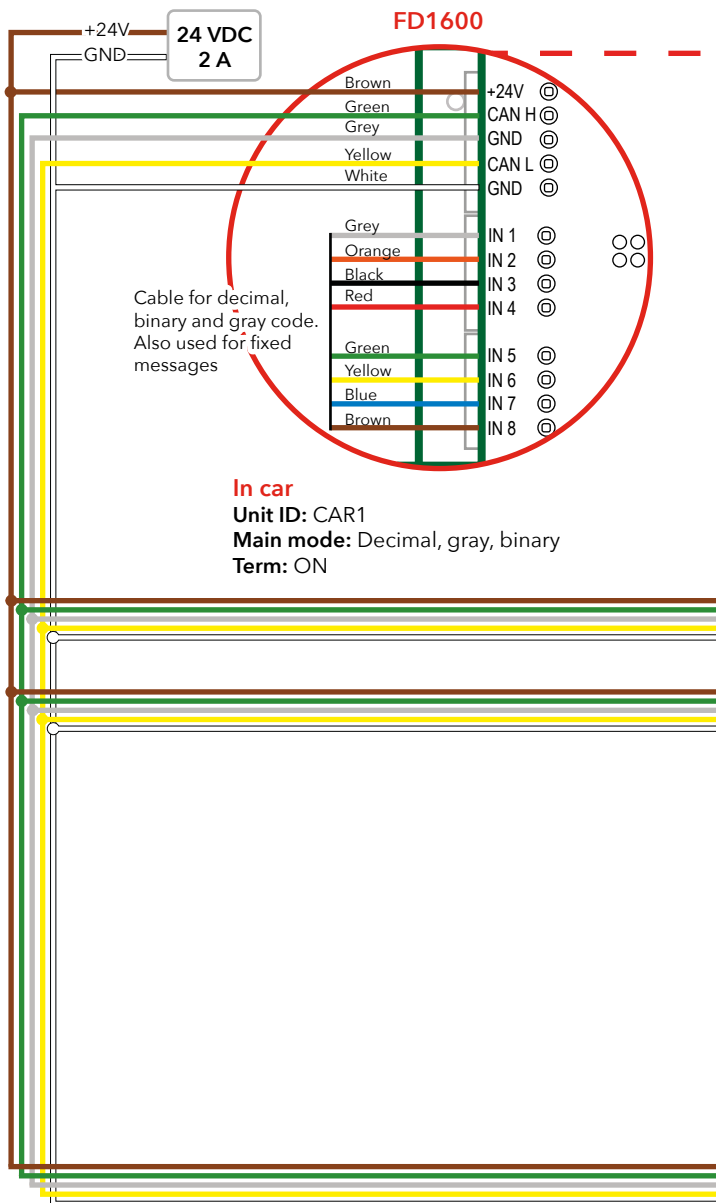 FD1600
+24V
GND
24 VDC
2 A
Brown
+24V
Green
CAN H
Grey
GND
Yellow
CAN L
White
GND
Grey
IN 1
Orange
IN 2
Black
IN 3
Red
IN 4
Cable for decimal,
binary and gray code.
Also used for fixed
messages
Green
IN 5
Yellow
IN 6
Blue
IN 7
Brown
IN 8
In car
Unit ID: CAR1
Main mode: Decimal, gray, binary
Term: ON